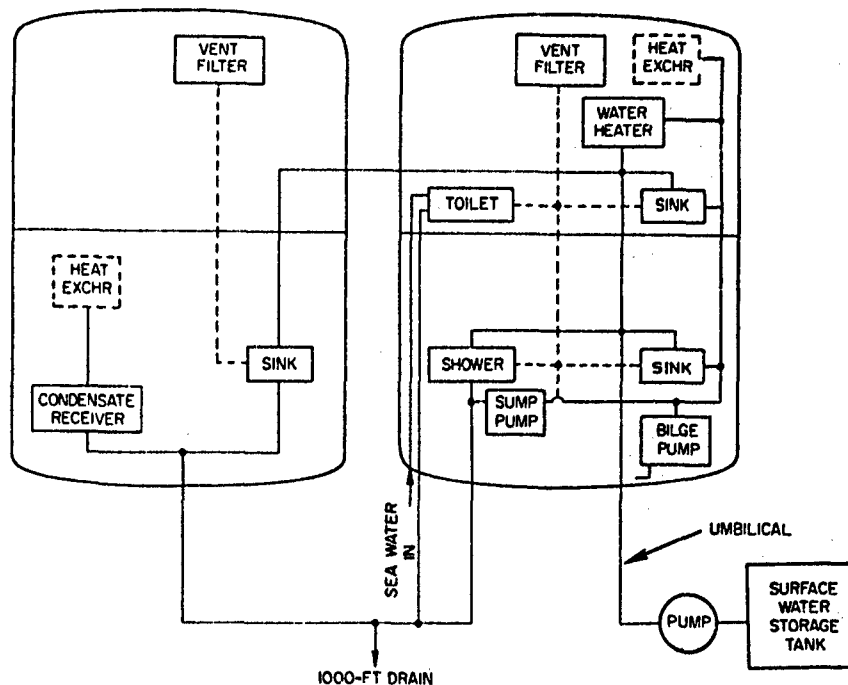 VENT
FILTER
HEAT
EXCHR
CONDENSATE
RECEIVER
SINK
VENT
FILTER
HEAT
EXCHR
WATER
HEATER
TOILET
SINK
SHOWER
SINK
SUMP
PUMP
BILGE
PUMP
SEA WATER
IN
UMBILICAL
PUMP
SURFACE
WATER
STORAGE
TANK
1000-FT DRAIN